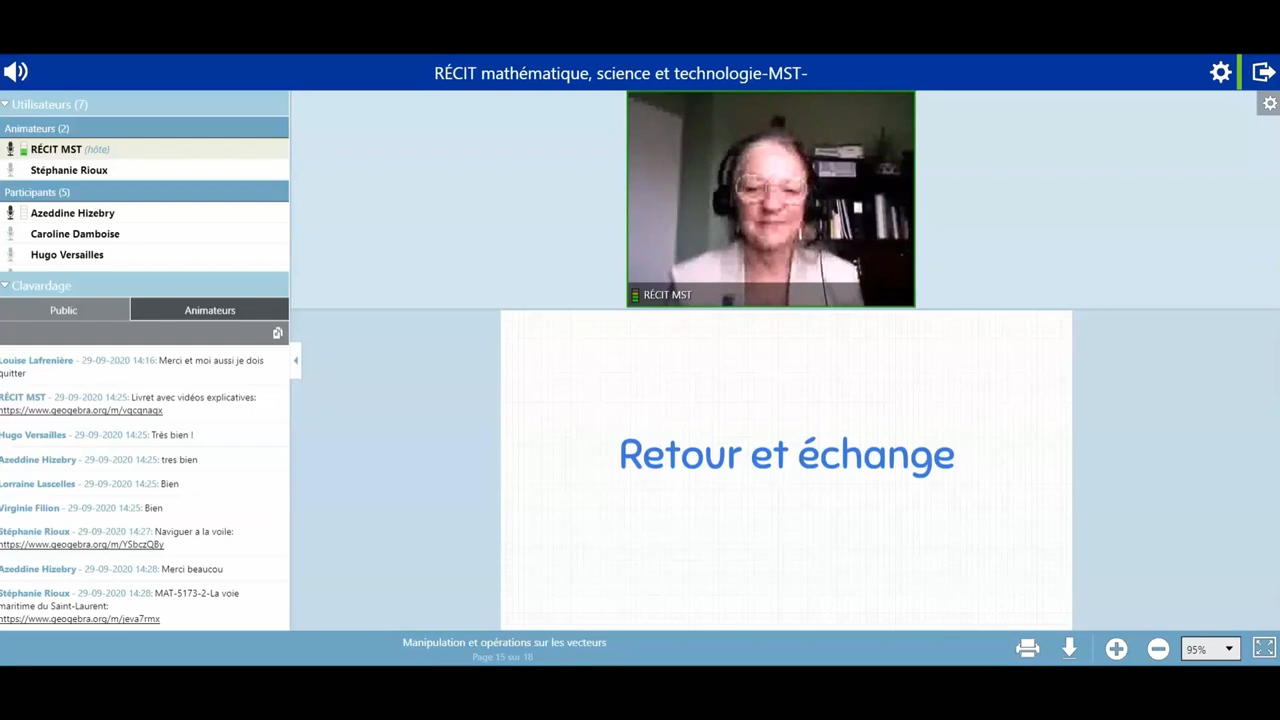 RÉCIT mathématique, science et technologie-MST-
Utilisateurs (7)
Animateurs (2)
RÉCIT MST (hôte)
Stéphanie Rioux
Participants (5)
Azeddine Hizebry
Caroline Damboise
Hugo Versailles
Clavardage
Public
Animateurs
Louise Lafrenière - 29-09-2020 14:16: Merci et moi aussi je dois
quitter
RÉCIT MST - 29-09-2020 14:25: Livret avec vidéos explicatives:
https://www.geogebra.org/m/vqcqnaqx
Hugo Versailles - 29-09-2020 14:25: Très bien !
Azeddine Hizebry - 29-09-2020 14:25: tres bien
Lorraine Lascelles - 29-09-2020 14:25: Bien
Virginie Filion - 29-09-2020 14:25: Bien
Stéphanie Rioux - 29-09-2020 14:27: Naviguer a la voile:
https://www.geogebra.org/m/YSbczQBy
Azeddine Hizebry - 29-09-2020 14:28: Merci beaucou
Stéphanie Rioux - 29-09-2020 14:28: MAT-5173-2-La voie
maritime du Saint-Laurent:
https://www.geogebra.org/m/jeva7rmx
RÉCIT MST
Retour et échange
Manipulation et opérations sur les vecteurs
Page 15 sur 18
95%